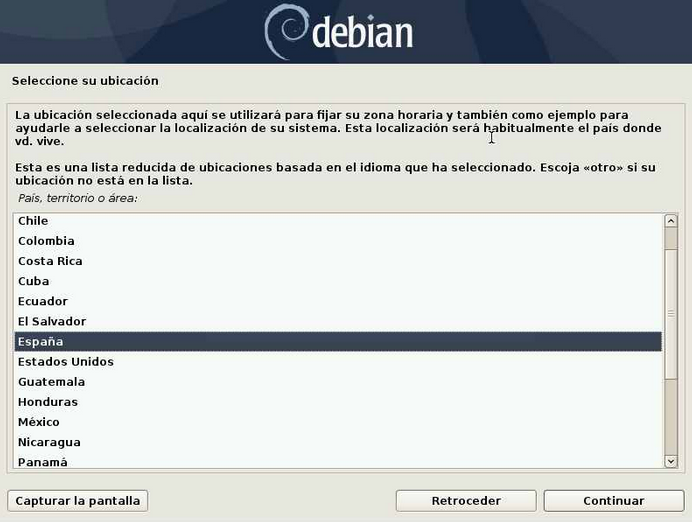 debian
Seleccione su ubicación
La ubicación seleccionada aquí se utilizará para fijar su zona horaria y también como ejemplo para
ayudarle a seleccionar la localización de su sistema. Esta localización será habitualmente el país donde
vd. vive.
Esta es una lista reducida de ubicaciones basada en el idioma que ha seleccionado. Escoja «otro» si su
ubicación no está en la lista.
País, territorio o área:
Chile
Colombia
Costa Rica
Cuba
Ecuador
El Salvador
España
Estados Unidos
Guatemala
Honduras
México
Nicaragua
Panamá
Capturar la pantalla
Retroceder
Continuar